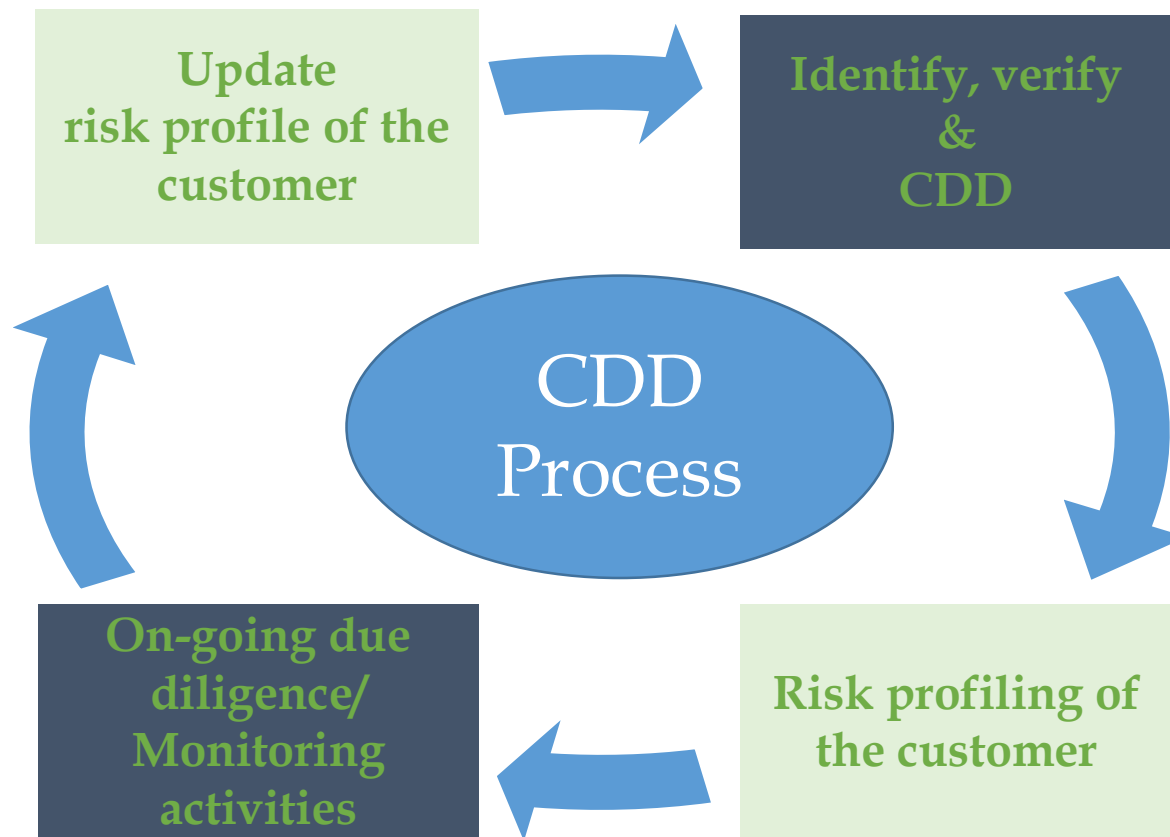 Update
risk profile of the
customer
Identify, verify
&
CDD
CDD
Process
On-going due
diligence/
Monitoring
activities
Risk profiling of
the customer